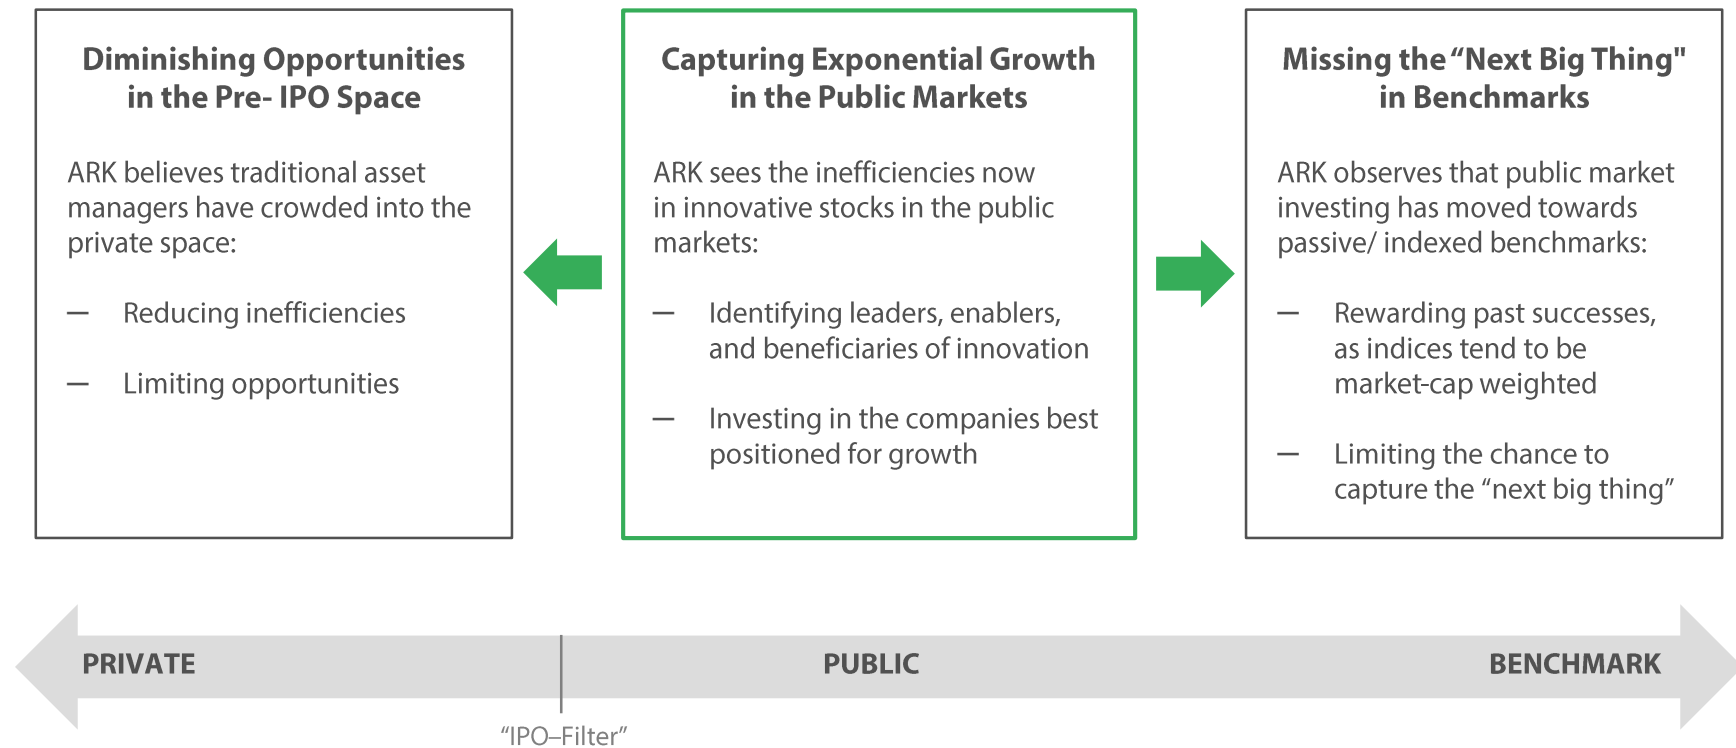 Diminishing Opportunities
in the Pre- IPO Space
ARK believes traditional asset
managers have crowded into the
private space:
— Reducing inefficiencies
— Limiting opportunities
Capturing Exponential Growth
in the Public Markets
ARK sees the inefficiencies now
in innovative stocks in the public
markets:
— Identifying leaders, enablers,
and beneficiaries of innovation
— Investing in the companies best
positioned for growth
Missing the “Next Big Thing"
in Benchmarks
ARK observes that public market
investing has moved towards
passive/ indexed benchmarks:
— Rewarding past successes,
as indices tend to be
market-cap weighted
— Limiting the chance to
capture the “next big thing”
PRIVATE
PUBLIC
BENCHMARK
“IPO–Filter”